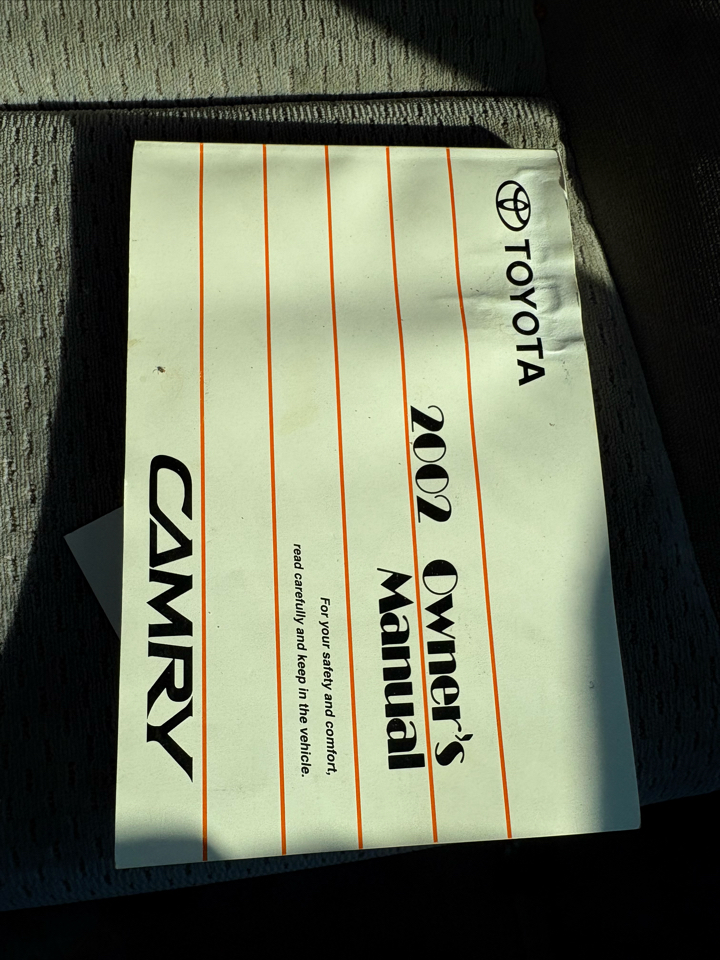 TOYOTA
2002 Owner's
Manual
For your safety and comfort,
read carefully and keep in the vehicle.
CAMRY